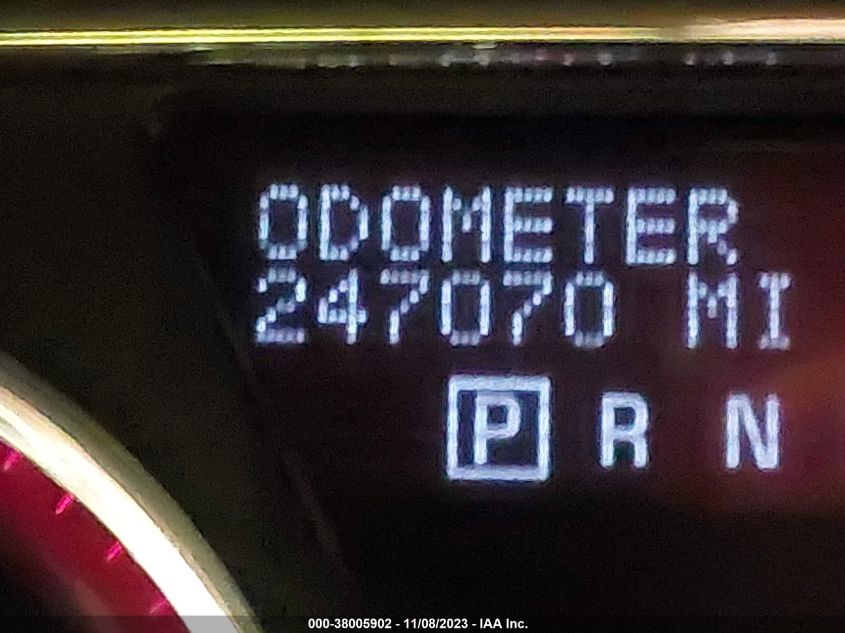 ODOMETER
247070 MI
P R N
000-38005902 - 11/08/2023 - IAA Inc.